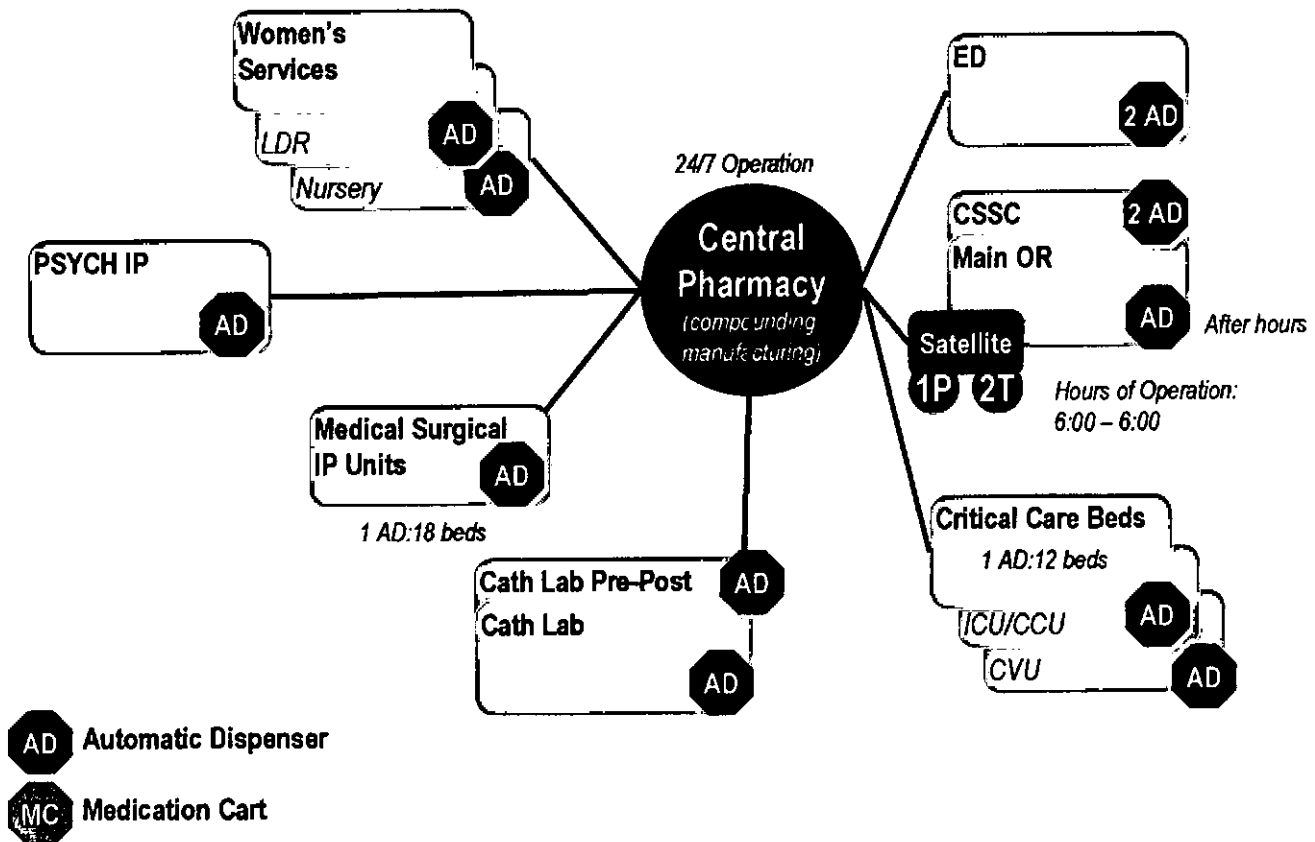 Women's
Services
AD
LDR
AD
Nursery
PSYCH IP
AD
Medical Surgical
IP Units
AD
1 AD:18 beds
24/7 Operation
Central
Pharmacy
(compounding
manufacturing)
Cath Lab Pre-Post
AD
Cath Lab
AD
ED
2 AD
CSSC
2 AD
Main OR
AD
After hours
Satellite
1P
2T
Hours of Operation:
6:00 – 6:00
Critical Care Beds
1 AD:12 beds
AD
ICU/CCU
CVU
AD
AD Automatic Dispenser
MC Medication Cart